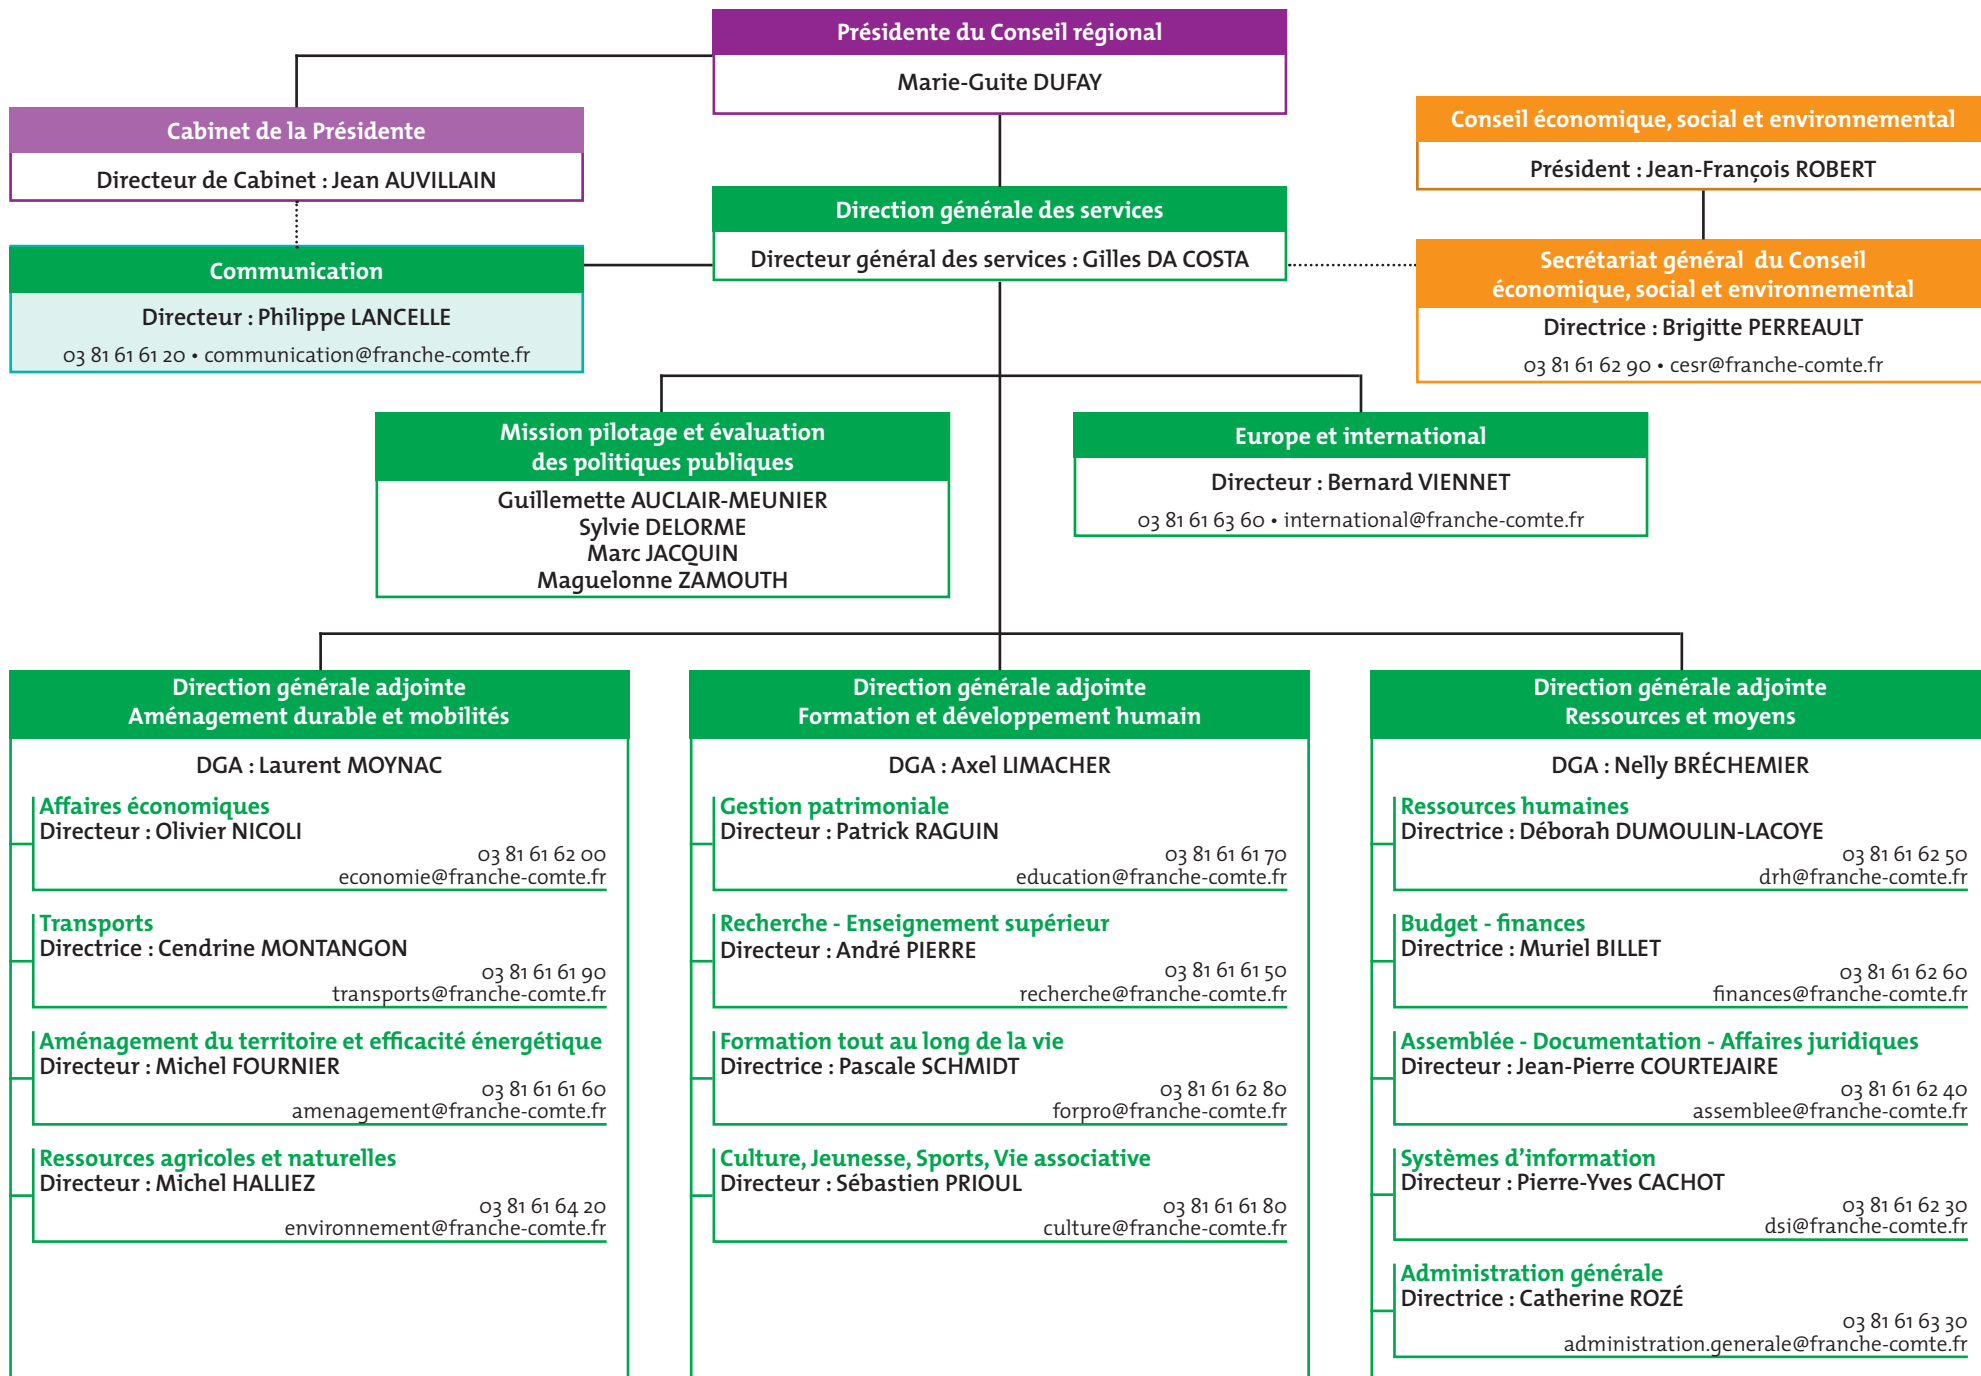 Présidente du Conseil régional
Marie-Guite DUFAY
Cabinet de la Présidente
Directeur de Cabinet : Jean AUVILLAIN
Conseil économique, social et environnemental
Président : Jean-François ROBERT
Direction générale des services
Directeur général des services : Gilles DA COSTA
Communication
Directeur : Philippe LANCELLE
03 81 61 61 20 • communication@franche-comte.fr
Secrétariat général du Conseil
économique, social et environnemental
Directrice : Brigitte PERREAULT
03 81 61 62 90 • cesr@franche-comte.fr
Mission pilotage et évaluation
des politiques publiques
Guillemette AUCLAIR-MEUNIER
Sylvie DELORME
Marc JACQUIN
Maguelonne ZAMOUTH
Europe et international
Directeur : Bernard VIENNET
03 81 61 63 60 • international@franche-comte.fr
Direction générale adjointe
Aménagement durable et mobilités
DGA : Laurent MOYNAC
Affaires économiques
Directeur : Olivier NICOLI
03 81 61 62 00
economie@franche-comte.fr
Transports
Directrice : Cendrine MONTANGON
03 81 61 61 90
transports@franche-comte.fr
Aménagement du territoire et efficacité énergétique
Directeur : Michel FOURNIER
03 81 61 61 60
amenagement@franche-comte.fr
Ressources agricoles et naturelles
Directeur : Michel HALLIEZ
03 81 61 64 20
environnement@franche-comte.fr
Direction générale adjointe
Formation et développement humain
DGA : Axel LIMACHER
Gestion patrimoniale
Directeur : Patrick RAGUIN
03 81 61 61 70
education@franche-comte.fr
Recherche - Enseignement supérieur
Directeur : André PIERRE
03 81 61 61 50
recherche@franche-comte.fr
Formation tout au long de la vie
Directrice : Pascale SCHMIDT
03 81 61 62 80
forpro@franche-comte.fr
Culture, Jeunesse, Sports, Vie associative
Directeur : Sébastien PRIOUL
03 81 61 61 80
culture@franche-comte.fr
Direction générale adjointe
Ressources et moyens
DGA : Nelly BRÉCHEMIER
Ressources humaines
Directrice : Déborah DUMOULIN-LACOYE
03 81 61 62 50
drh@franche-comte.fr
Budget - finances
Directrice : Muriel BILLET
03 81 61 62 60
finances@franche-comte.fr
Assemblée - Documentation - Affaires juridiques
Directeur : Jean-Pierre COURTEJAIRE
03 81 61 62 40
assemblee@franche-comte.fr
Systèmes d’information
Directeur : Pierre-Yves CACHOT
03 81 61 62 30
dsi@franche-comte.fr
Administration générale
Directrice : Catherine ROZÉ
03 81 61 63 30
administration.generale@franche-comte.fr